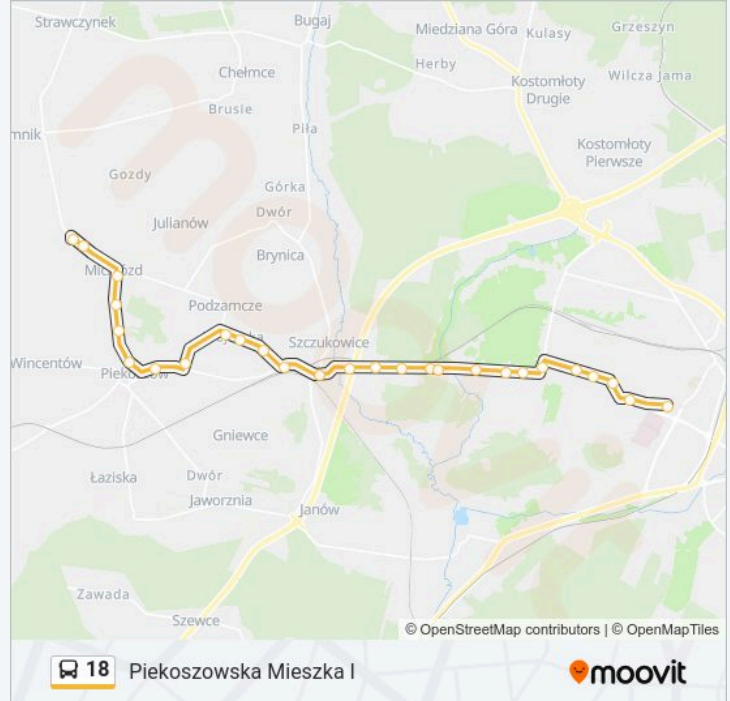 Strawczynek
Bugaj
Miedziana Góra
Kulasy
Grzeszyn
Herby
Chełmce
Kostomłoty
Drugie
Wilcza Jama
Brusie
mnik
Piła
Kostomłoty
Pierwsze
Gozdy
Górka
Dwór
Julianów
Brynica
Podzamcze
Szczukowice
Wincentów
Gniewce
Łaziska
Dwór
Jaworznia
Janów
Zawada
Szewce
© OpenStreetMap contributors | © OpenMapTiles
18
Piekoszowska Mieszka I
moovit